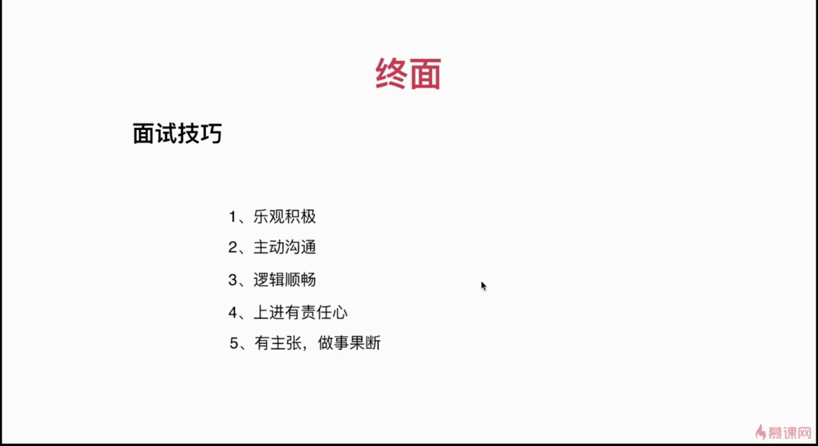 终面
面试技巧
1、乐观积极
2、主动沟通
3、逻辑顺畅
4、上进有责任心
5、有主张，做事果断
慕课网